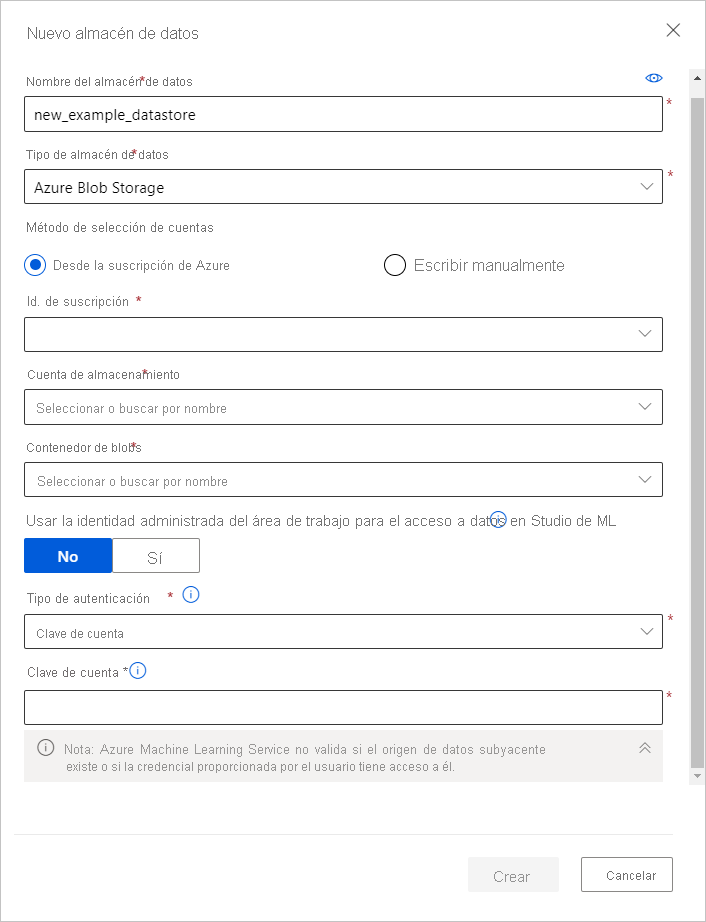 Nuevo almacén de datos
Nombre del almacén*de datos
new_example_datastore *
Tipo de almacén de*datos
Azure Blob Storage *
Método de selección de cuentas
Desde la suscripción de Azure Escribir manualmente
Id. de suscripción *
Cuenta de almacenamiento*
Seleccionar o buscar por nombre
Contenedor de blobs*
Seleccionar o buscar por nombre
Usar la identidad administrada del área de trabajo para el acceso a datos en Studio de ML
No Sí
Tipo de autenticación *
Clave de cuenta *
Clave de cuenta *
*
Nota: Azure Machine Learning Service no valida si el origen de datos subyacente
existe o si la credencial proporcionada por el usuario tiene acceso a él.
Crear Cancelar